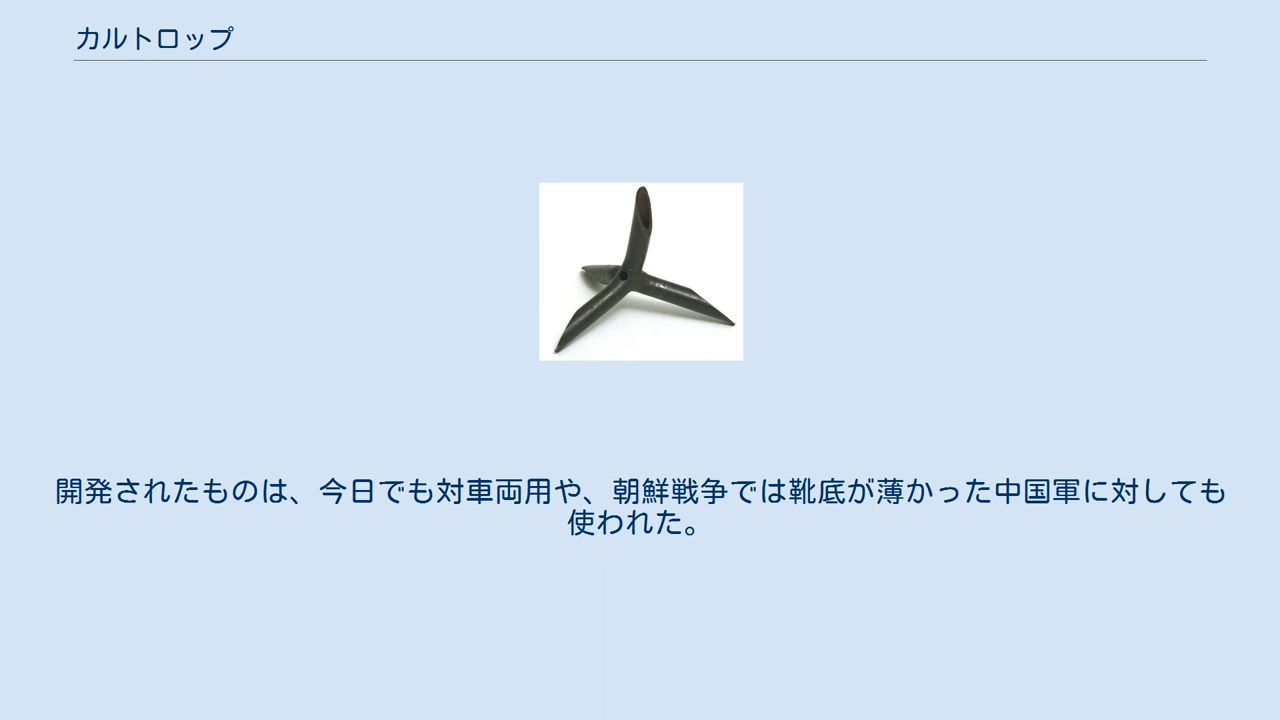 カルトロップ
開発されたものは、今日でも対車両用や、朝鮮戦争では靴底が薄かった中国軍に対しても
使われた。